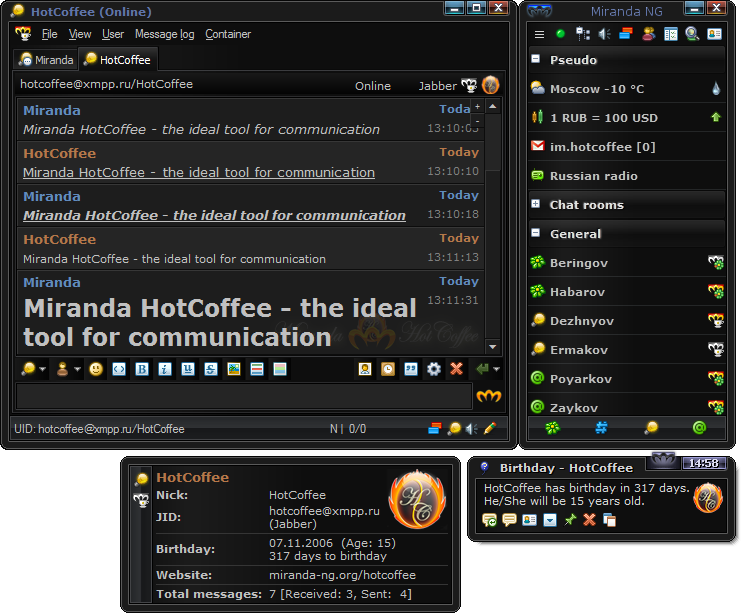 HotCoffee (Online)
File View User Message log Container
Miranda HotCoffee
hotcoffee@xmpp.ru/HotCoffee Online Jabber
Miranda Today
Miranda HotCoffee - the ideal tool for communication 13:10:03
HotCoffee Today
Miranda HotCoffee - the ideal tool for communication 13:10:10
Miranda Today
Miranda HotCoffee - the ideal tool for communication 13:10:18
HotCoffee Today
Miranda HotCoffee - the ideal tool for communication 13:11:13
Miranda Today
Miranda HotCoffee - the ideal 13:11:31
tool for communication
Miranda HotCoffee
UID: hotcoffee@xmpp.ru/HotCoffee N | 0/0
Miranda NG
Pseudo
Moscow -10 °C
1 RUB = 100 USD
im.hotcoffee [0]
Russian radio
Chat rooms
General
Beringov
Habarov
Dezhnyov
Ermakov
Poyarkov
Zaykov
HotCoffee
Nick: HotCoffee
JID: hotcoffee@xmpp.ru
(Jabber)
Birthday: 07.11.2006 (Age: 15)
317 days to birthday
Website: miranda-ng.org/hotcoffee
Total messages: 7 [Received: 3, Sent: 4]
Birthday - HotCoffee 14:58
HotCoffee has birthday in 317 days.
He/She will be 15 years old.